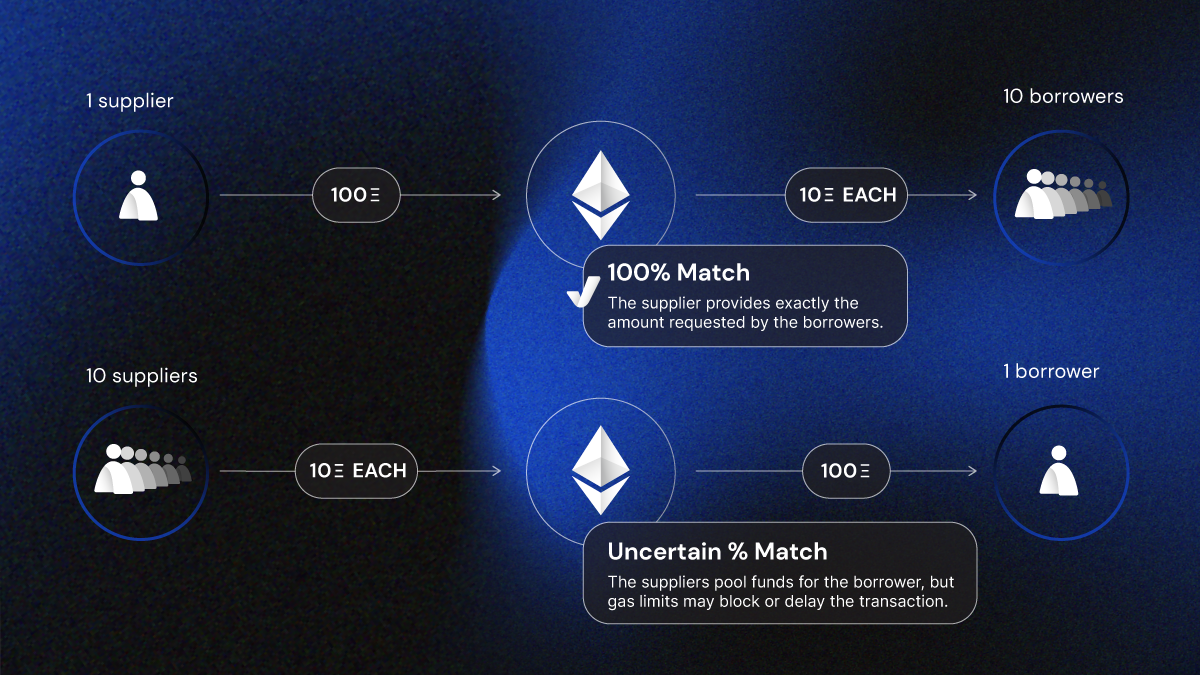 1 supplier
10 borrowers
100Ξ
10Ξ EACH
100% Match
The supplier provides exactly the
amount requested by the borrowers.
10 suppliers
1 borrower
10Ξ EACH
100Ξ
Uncertain % Match
The suppliers pool funds for the borrower, but
gas limits may block or delay the transaction.